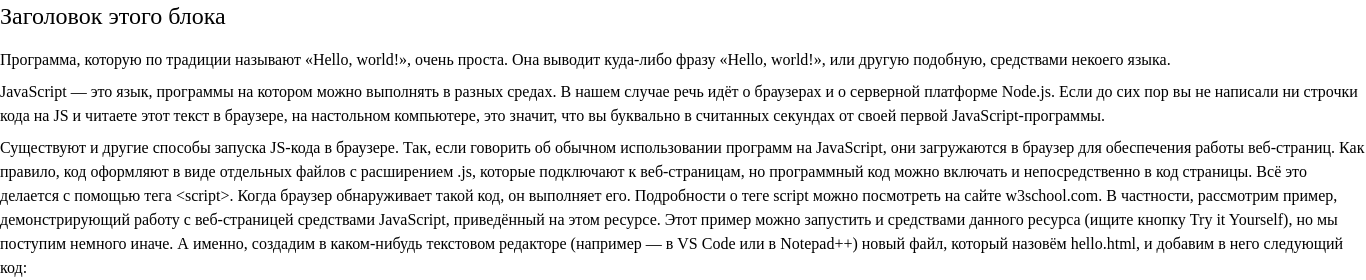 Заголовок этого блока
Программа, которую по традиции называют «Hello, world!», очень проста. Она выводит куда-либо фразу «Hello, world!», или другую подобную, средствами некоего языка.
JavaScript — это язык, программы на котором можно выполнять в разных средах. В нашем случае речь идёт о браузерах и о серверной платформе Node.js. Если до сих пор вы не написали ни строчки
кода на JS и читаете этот текст в браузере, на настольном компьютере, это значит, что вы буквально в считанных секундах от своей первой JavaScript-программы.
Существуют и другие способы запуска JS-кода в браузере. Так, если говорить об обычном использовании программ на JavaScript, они загружаются в браузер для обеспечения работы веб-страниц. Как
правило, код оформляют в виде отдельных файлов с расширением .js, которые подключают к веб-страницам, но программный код можно включать и непосредственно в код страницы. Всё это
делается с помощью тега <script>. Когда браузер обнаруживает такой код, он выполняет его. Подробности о теге script можно посмотреть на сайте w3school.com. В частности, рассмотрим пример,
демонстрирующий работу с веб-страницей средствами JavaScript, приведённый на этом ресурсе. Этот пример можно запустить и средствами данного ресурса (ищите кнопку Try it Yourself), но мы
поступим немного иначе. А именно, создадим в каком-нибудь текстовом редакторе (например — в VS Code или в Notepad++) новый файл, который назовём hello.html, и добавим в него следующий
код: